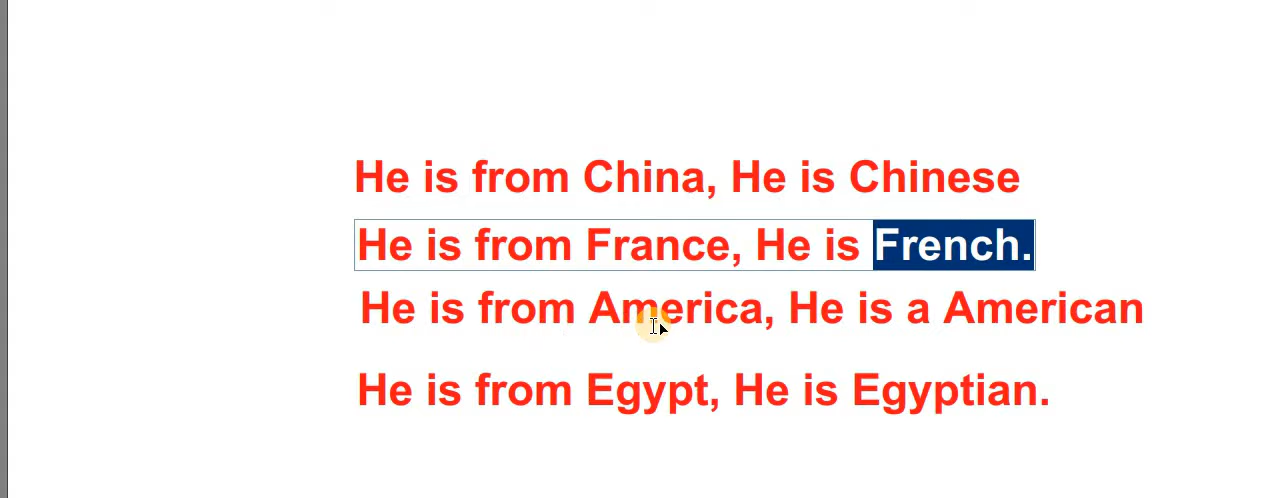 He is from China, He is Chinese
He is from France, He is French.
He is from America, He is a American
He is from Egypt, He is Egyptian.